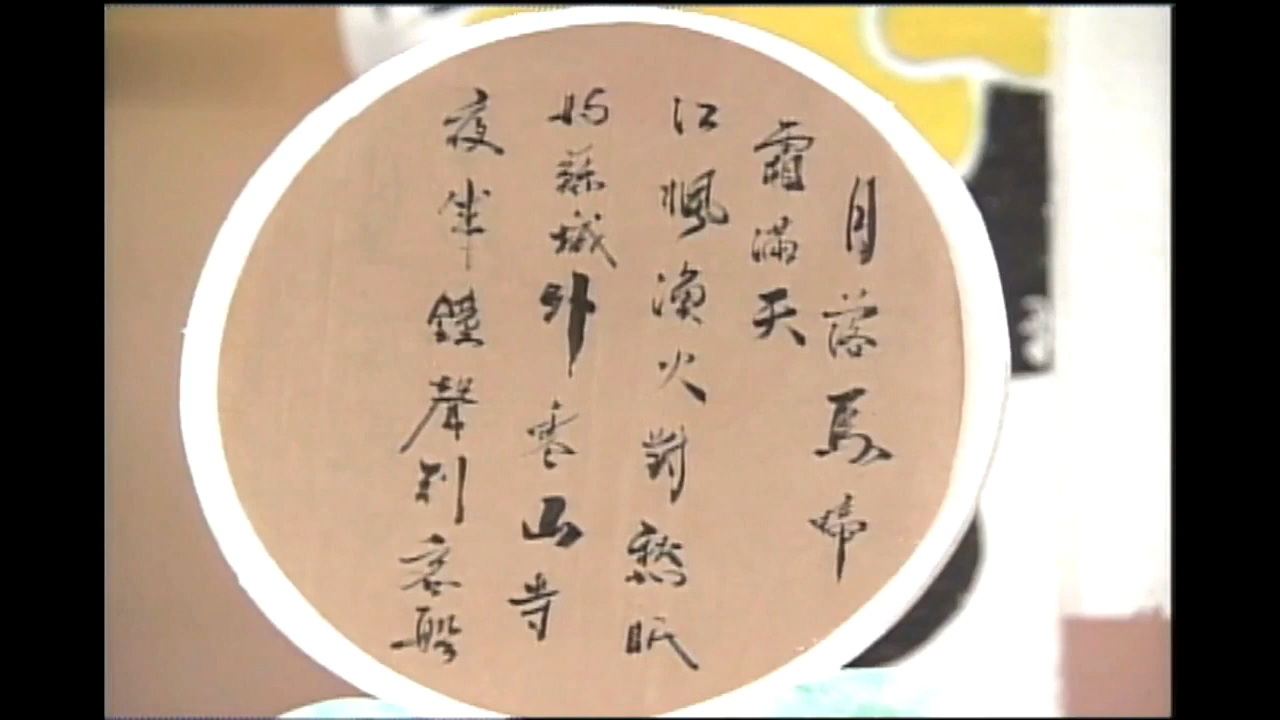 月落烏啼
霜滿天
江楓漁火對愁眠
姑蘇城外寒山寺
夜半鐘聲到客船